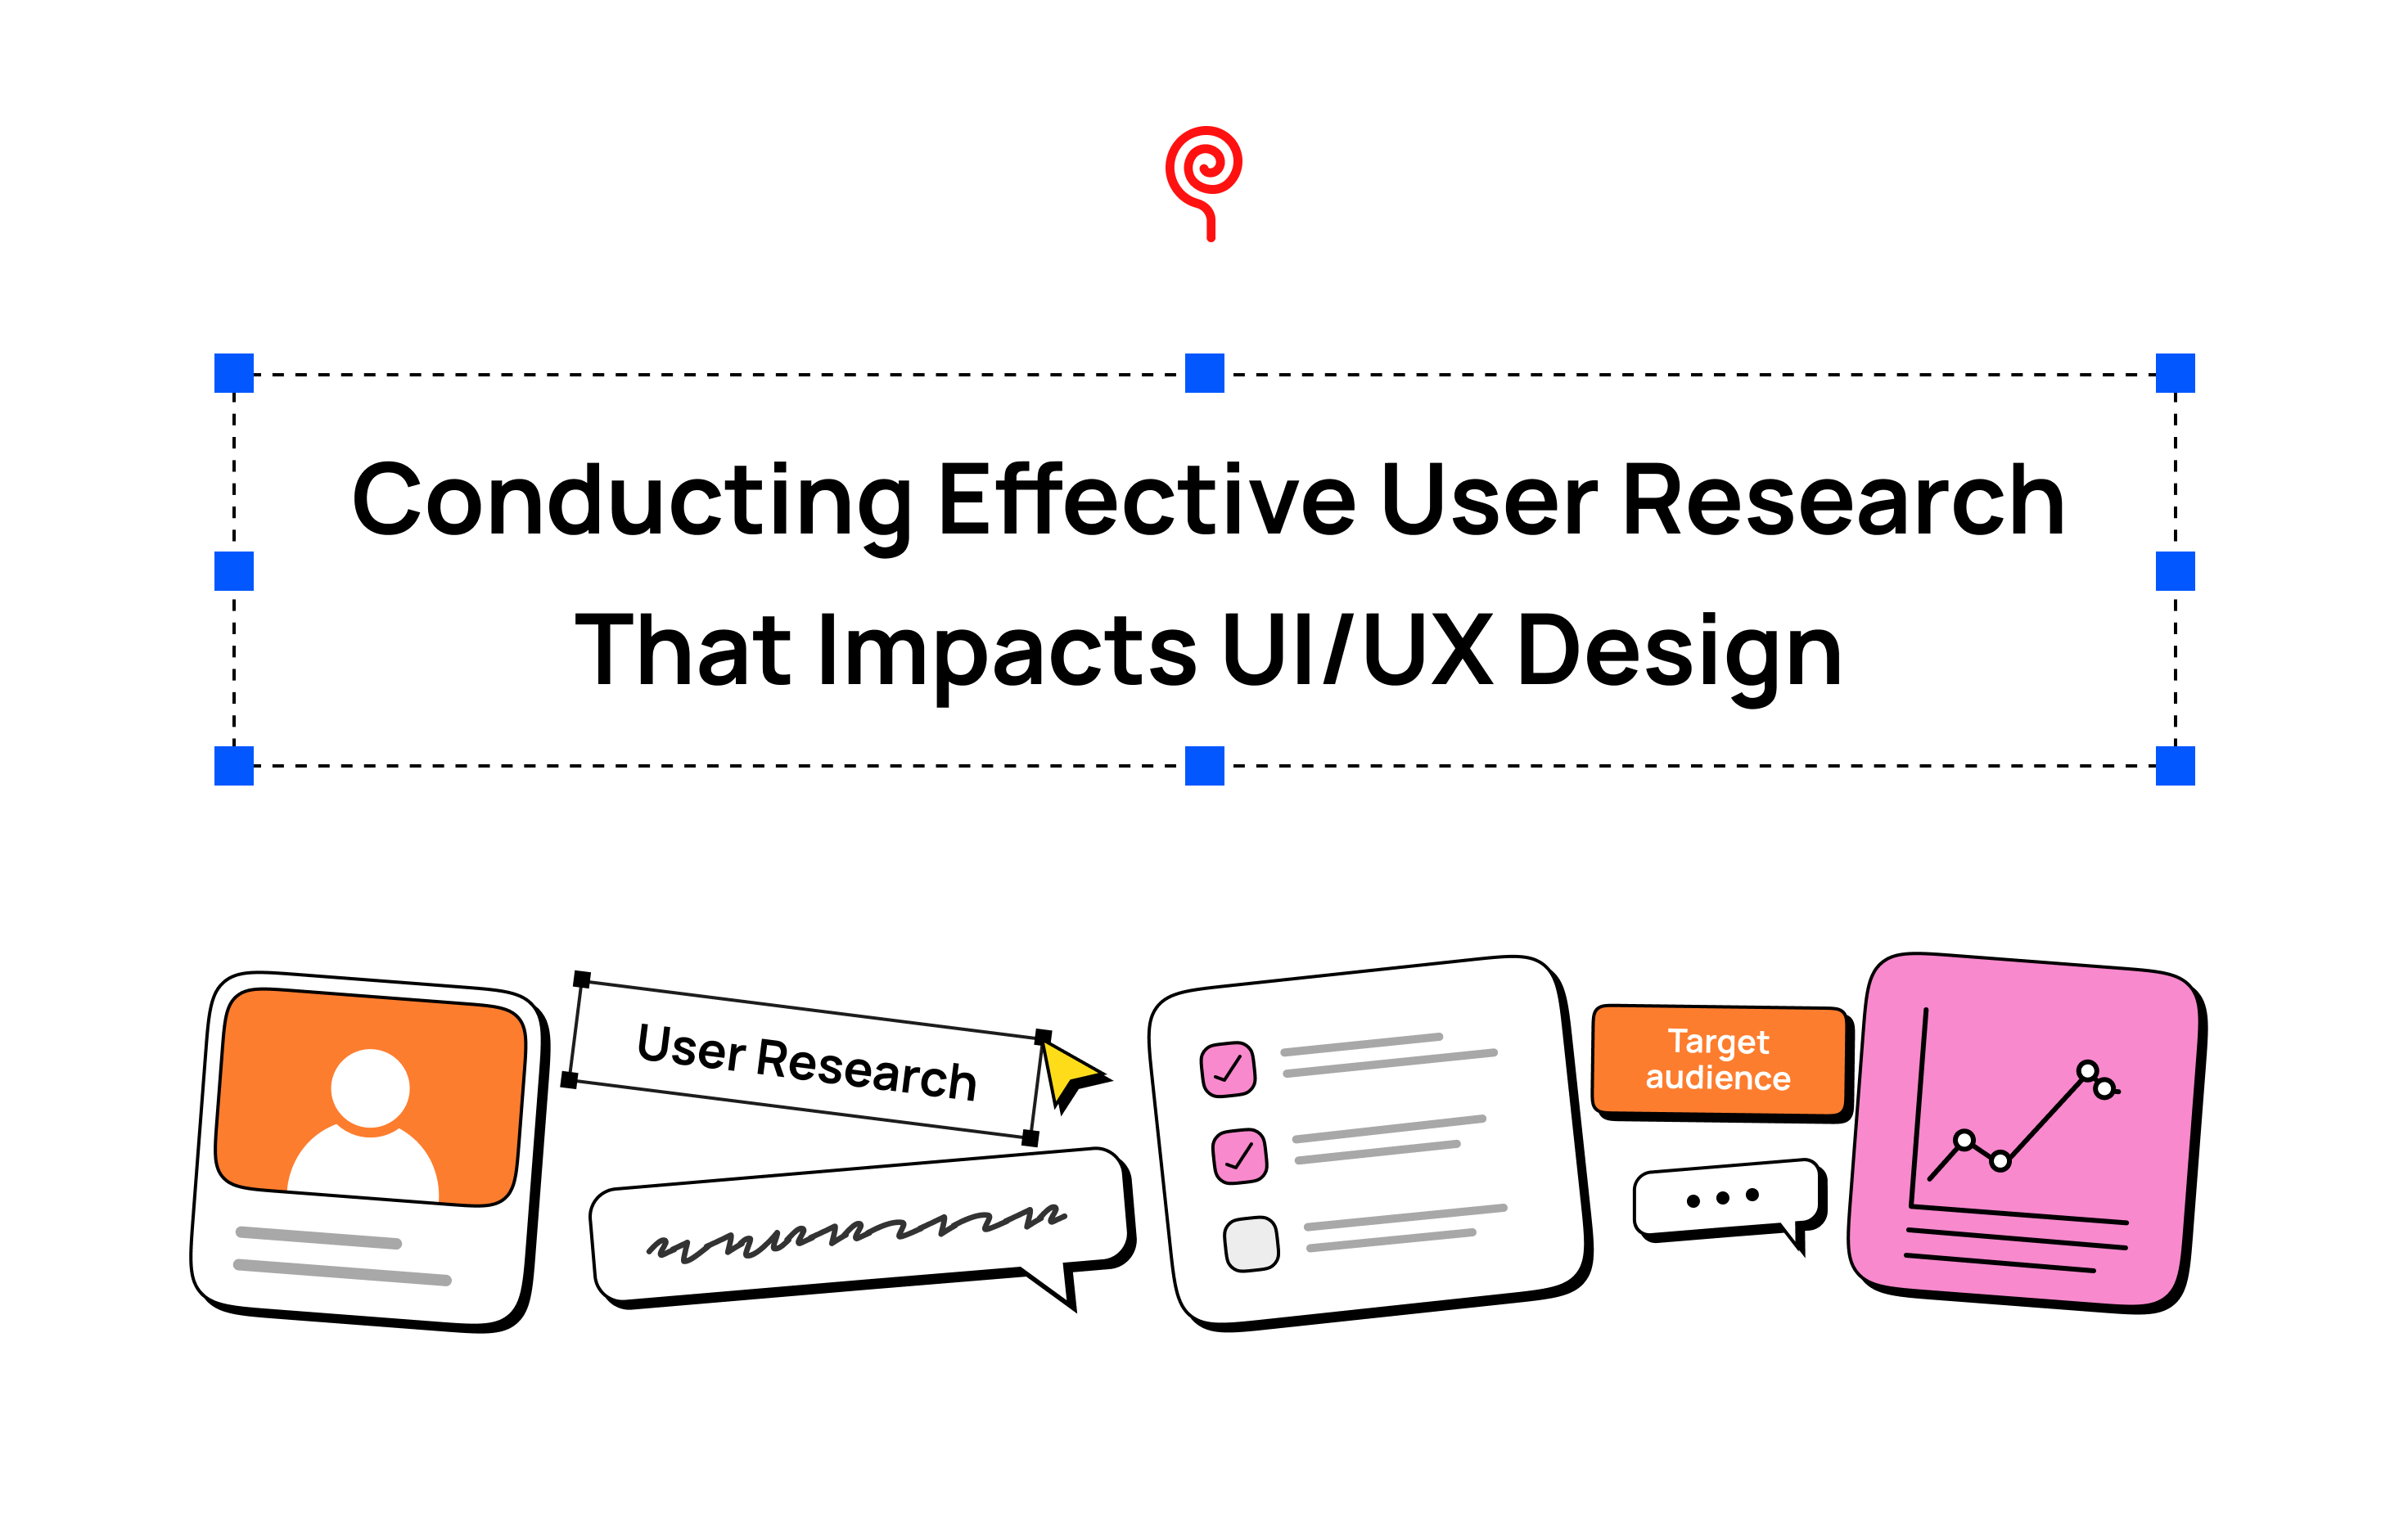 Conducting Effective User Research
That Impacts UI/UX Design
User Research
Target
audience